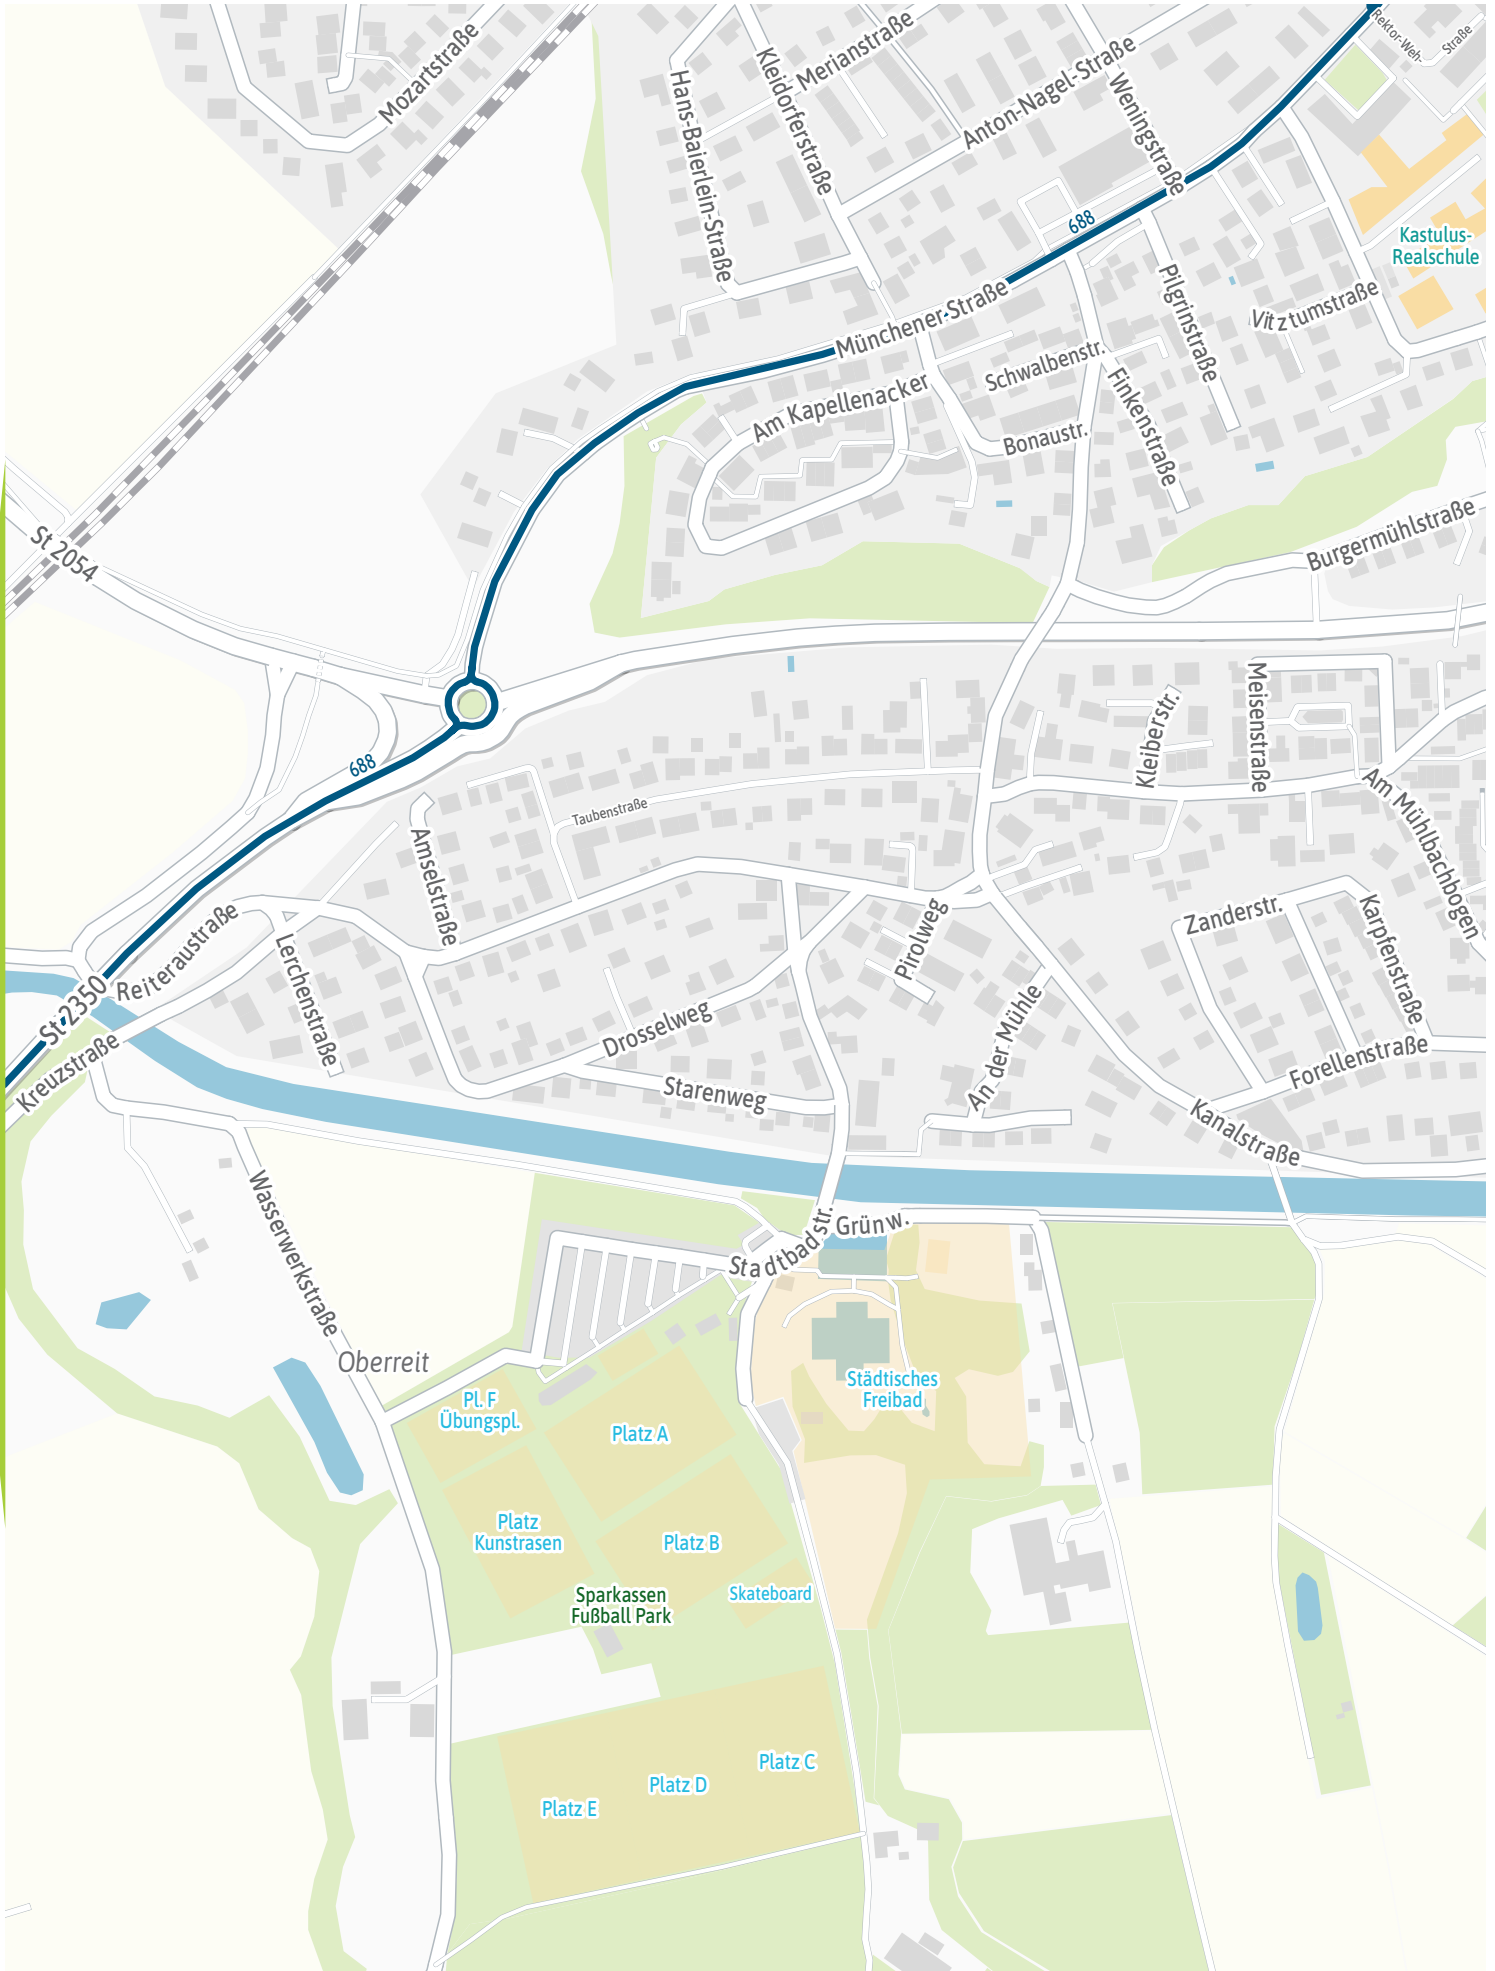 Mozartstraße
Hans-Baierlein-Straße
Kleidorferstraße
Merianstraße
Anton-Nagel-Straße
Weningstraße
Rektor-Weh-
Straße
Kastulus-
Realschule
688
Münchener Straße
Pilgrinstraße
Vitztumstraße
Schwalbenstr.
Finkenstraße
Am Kapellenacker
Bonaustr.
Burgermühlstraße
St 2054
688
Kleiberstr.
Meisenstraße
Am Mühlbachbogen
Taubenstraße
Amselstraße
Reiteraustraße
Lerchenstraße
St 2350
Kreuzstraße
Pirolweg
An der Mühle
Zanderstr.
Karpfenstraße
Forellenstraße
Drosselweg
Starenweg
Kanalstraße
Wasserwerkstraße
Stadtbadstr.
Grünw.
Oberreit
Städtisches
Freibad
Pl. F
Übungspl.
Platz A
Platz
Kunstrasen
Platz B
Sparkassen
Fußball Park
Skateboard
Platz C
Platz D
Platz E